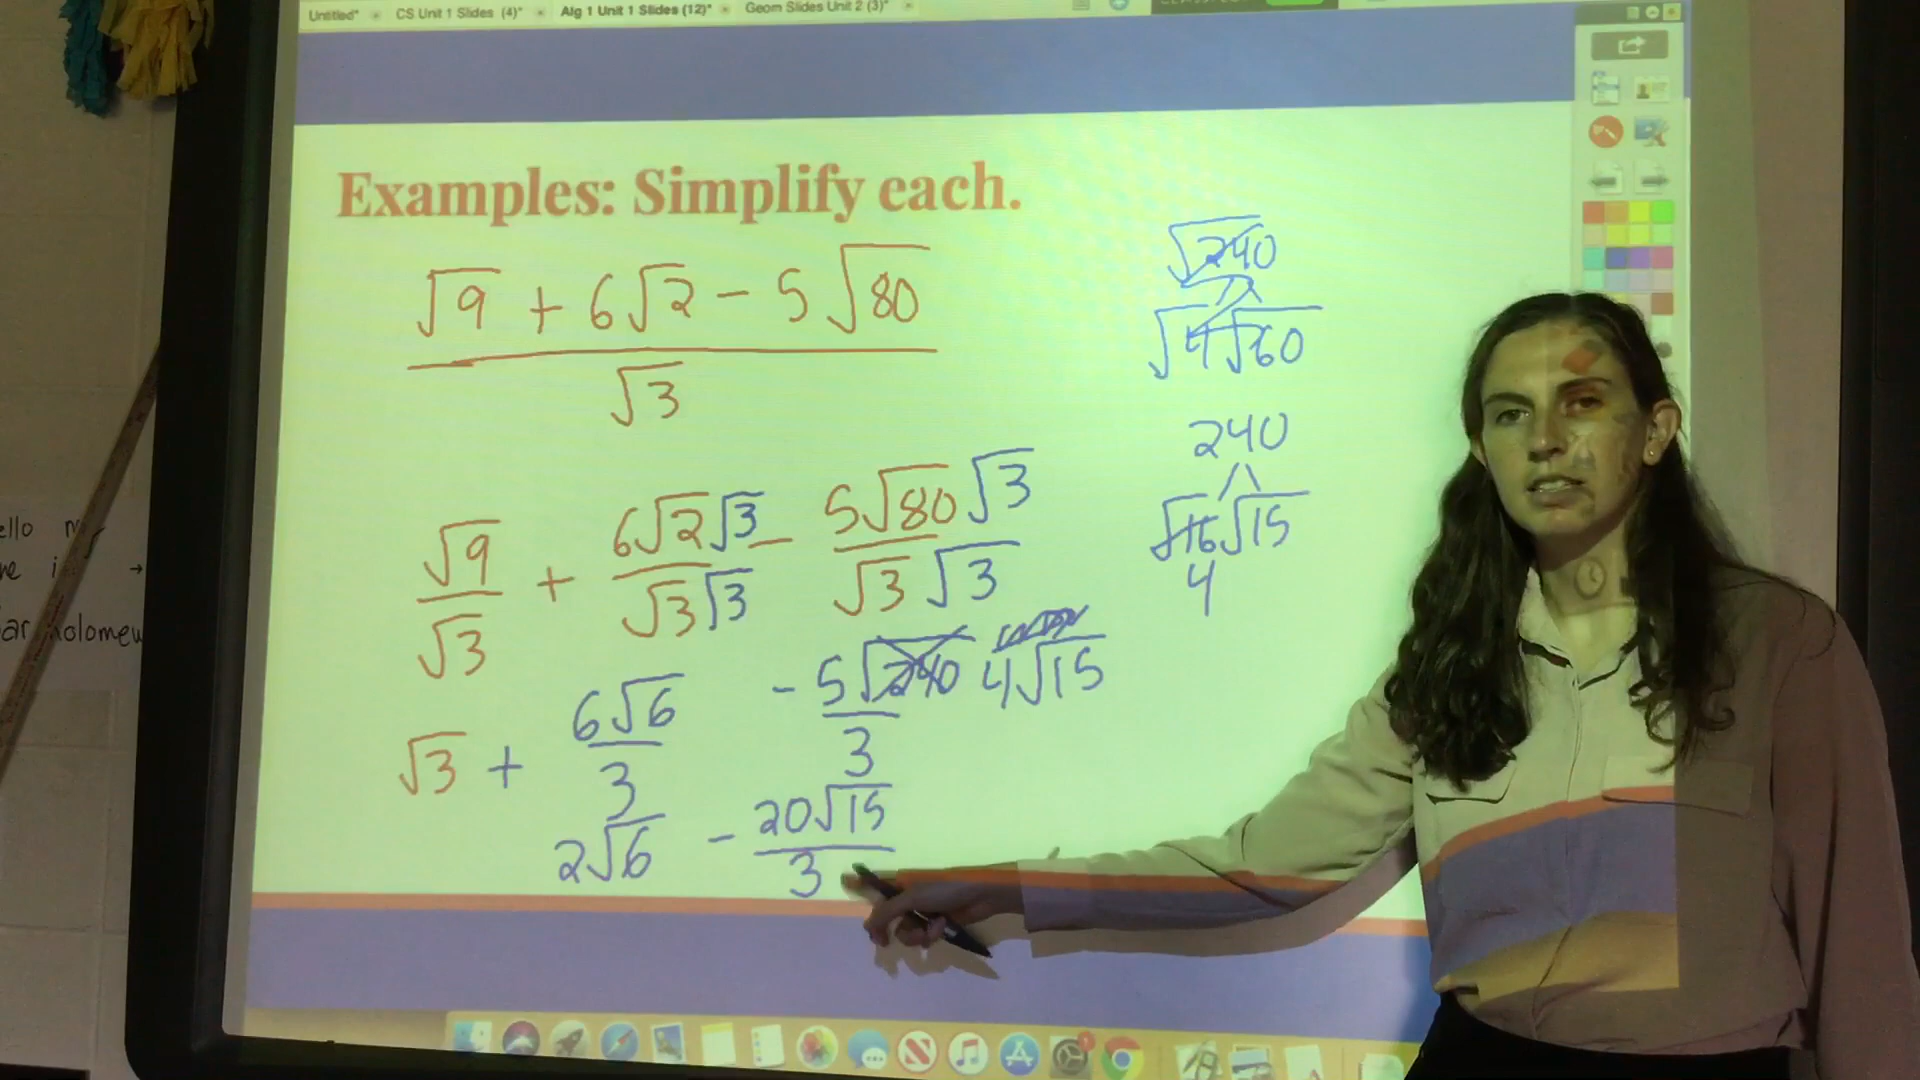 Untitled*
CS Unit 1 Slides (4)*
Alg 1 Unit 1 Slides (12)*
Geom Slides Unit 2 (3)*
Examples: Simplify each.
√9 + 6√2 - 5√80
√3
√240
√4√60
240
√16√15
4
√9 + 6√2√3 - 5√80√3
√3 √3√3 √3√3
√3 + 6√6 - 5√240 4√15
3 3
2√6 - 20√15
3
ello